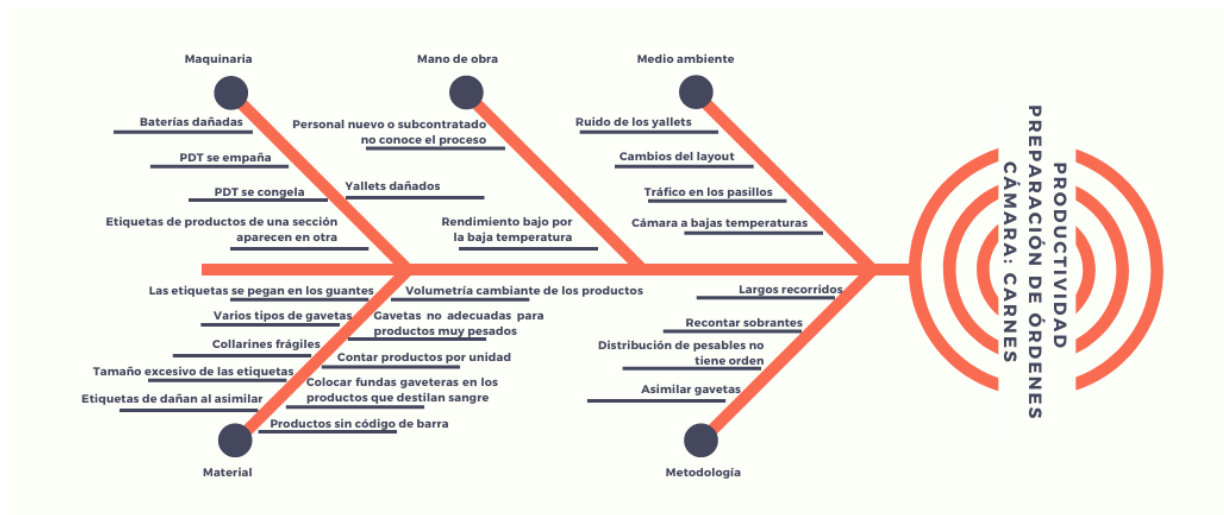 Maquinaria
Baterías dañadas
PDT se empaña
PDT se congela
Yallets dañados
Etiquetas de productos de una sección
aparecen en otra
Mano de obra
Personal nuevo o subcontratado
no conoce el proceso
Rendimiento bajo por
la baja temperatura
Medio ambiente
Ruido de los yallets
Cambios del layout
Tráfico en los pasillos
Cámara a bajas temperaturas
Las etiquetas se pegan en los guantes
Varios tipos de gavetas
Collarines frágiles
Tamaño excesivo de las etiquetas
Etiquetas de dañan al asimilar
Volumetría cambiante de los productos
Gavetas no adecuadas para
productos muy pesados
Contar productos por unidad
Colocar fundas gaveteras en los
productos que destilan sangre
Productos sin código de barra
Material
Largos recorridos
Recontar sobrantes
Distribución de pesables no
tiene orden
Asimilar gavetas
Metodología
PRODUCTIVIDAD
PREPARACIÓN DE ÓRDENES
CÁMARA: CARNES